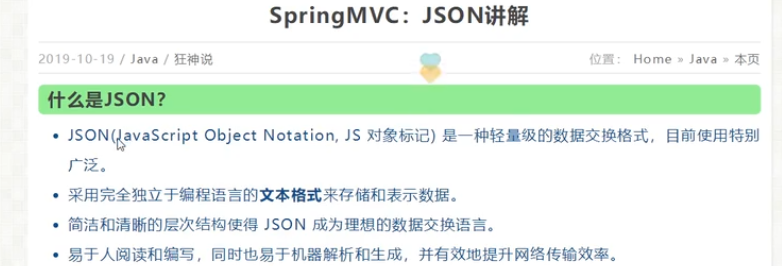 SpringMVC：JSON讲解
2019-10-19 / Java / 狂神说
位置： Home » Java » 本页
什么是JSON?
JSON(JavaScript Object Notation, JS 对象标记) 是一种轻量级的数据交换格式，目前使用特别
广泛。
采用完全独立于编程语言的文本格式来存储和表示数据。
简洁和清晰的层次结构使得 JSON 成为理想的数据交换语言。
易于人阅读和编写，同时也易于机器解析和生成，并有效地提升网络传输效率。